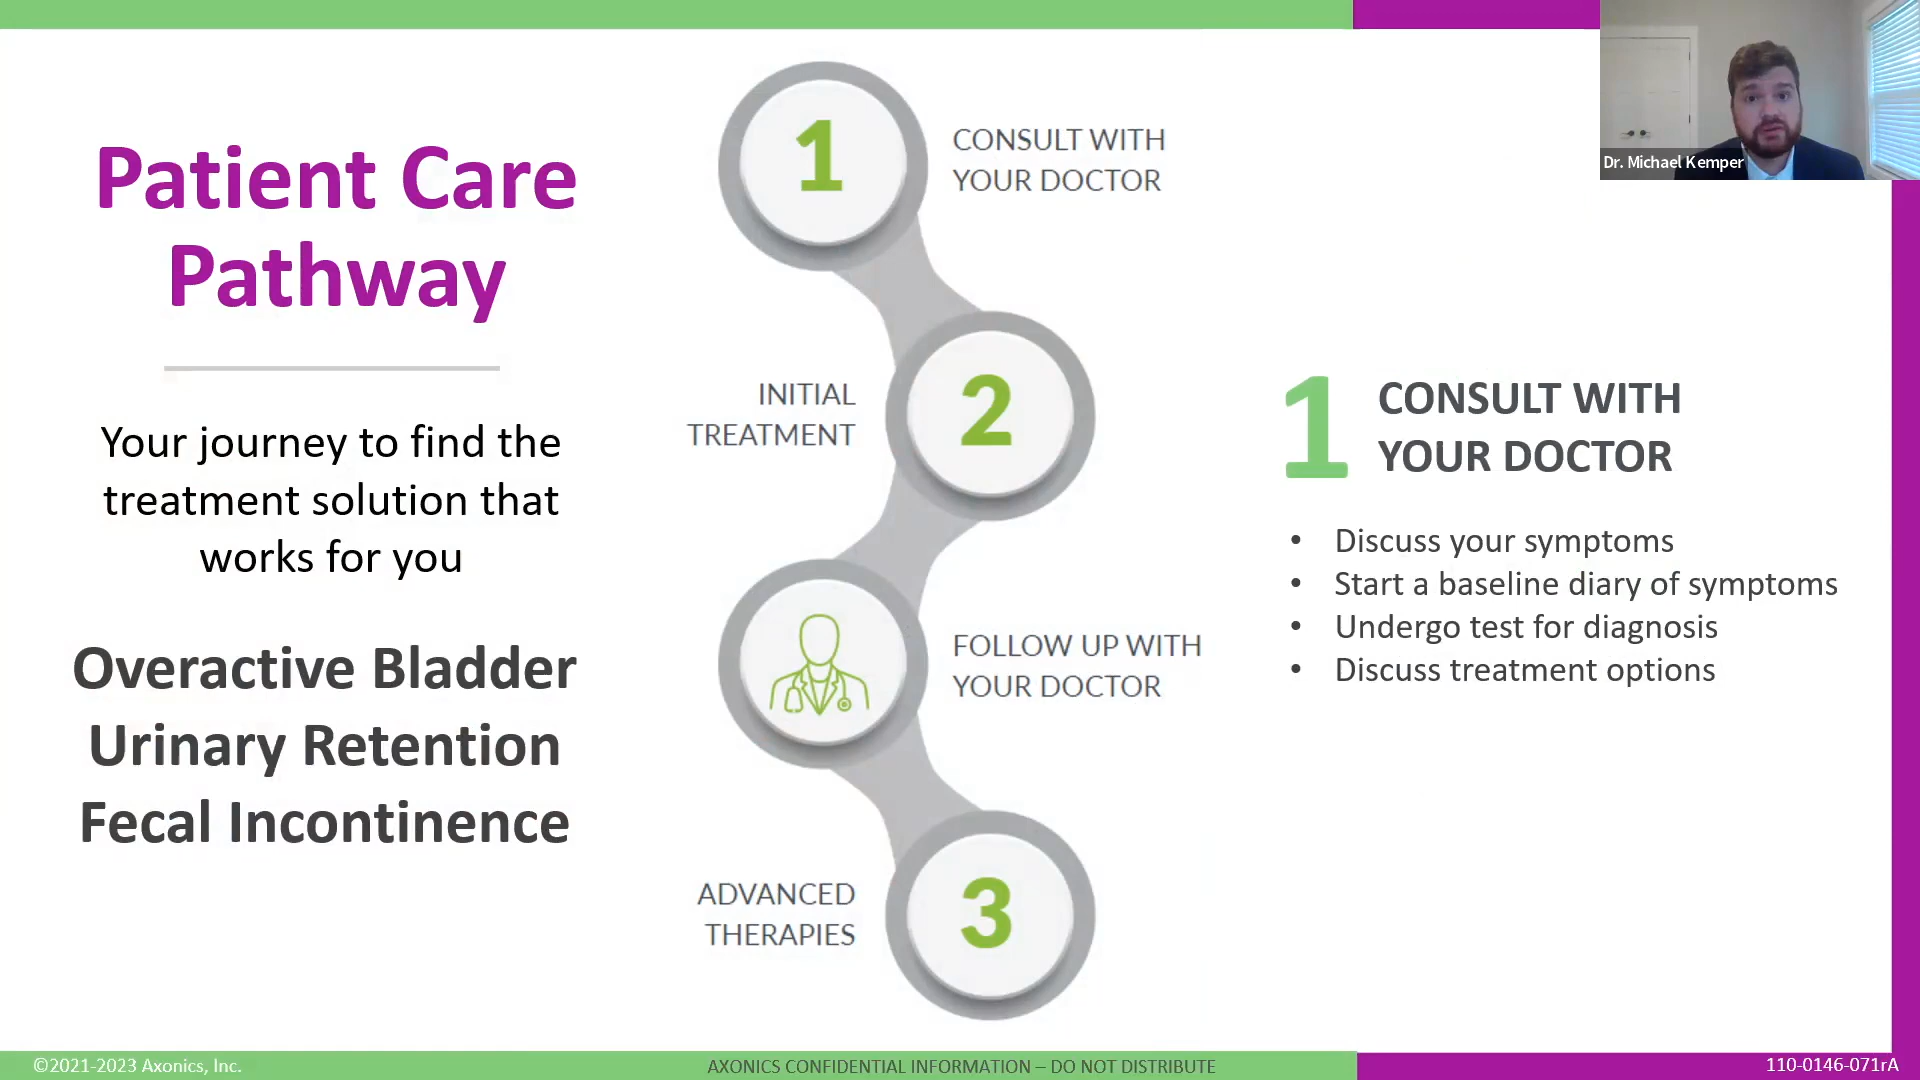 Patient Care
Pathway
Your journey to find the
treatment solution that
works for you
Overactive Bladder
Urinary Retention
Fecal Incontinence
1
CONSULT WITH
YOUR DOCTOR
INITIAL
TREATMENT
2
FOLLOW UP WITH
YOUR DOCTOR
ADVANCED
THERAPIES
3
1
CONSULT WITH
YOUR DOCTOR
• Discuss your symptoms
• Start a baseline diary of symptoms
• Undergo test for diagnosis
• Discuss treatment options
Dr. Michael Kemper
©2021-2023 Axonics, Inc.
AXONICS CONFIDENTIAL INFORMATION – DO NOT DISTRIBUTE
110-0146-071rA